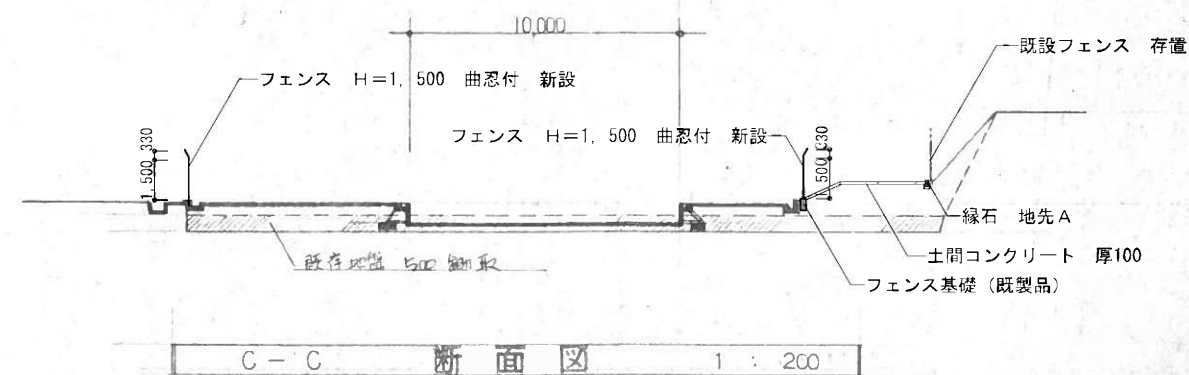 10,000
既設フェンス 存置
フェンス H=1,500 曲忍付 新設
フェンス H=1,500 曲忍付 新設
330
1,500
330
1,500
縁石 地先A
土間コンクリート 厚100
既存地盤 500 鋤取
フェンス基礎(既製品)
C-C 断面図 1:200